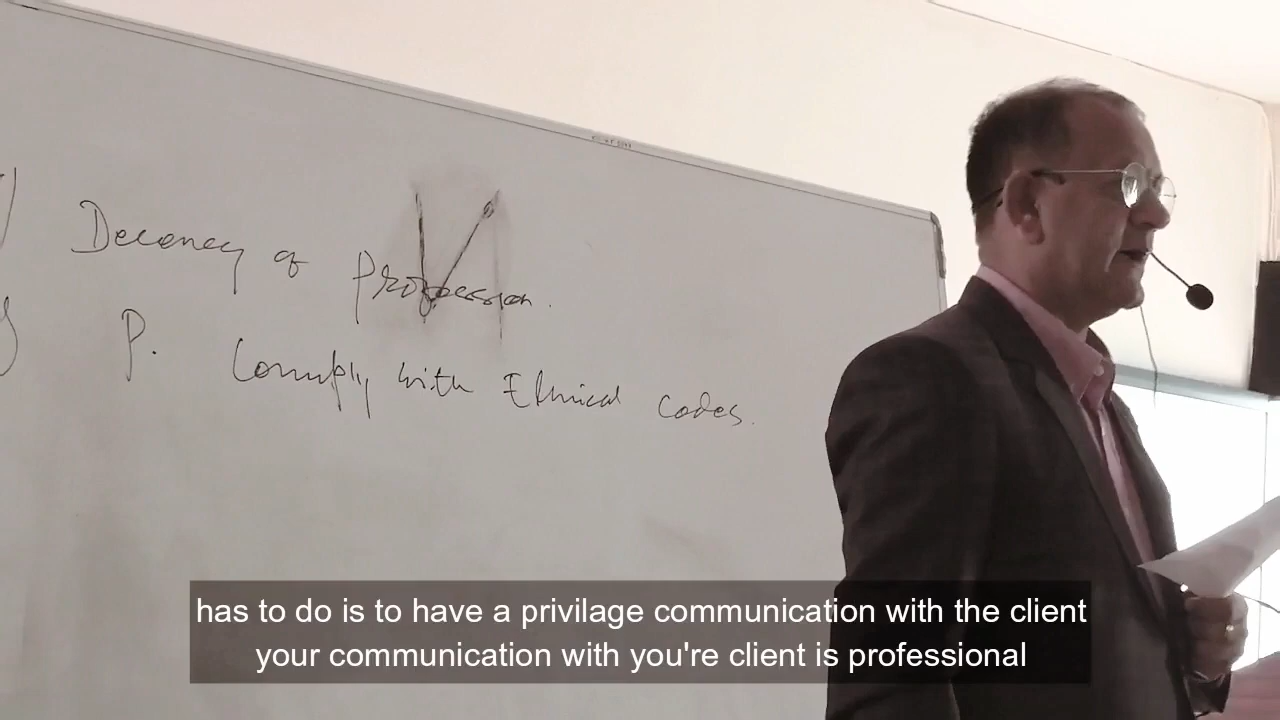 Decency of Profession.
P. Comply with Ethical codes.
has to do is to have a privilage communication with the client
your communication with you're client is professional